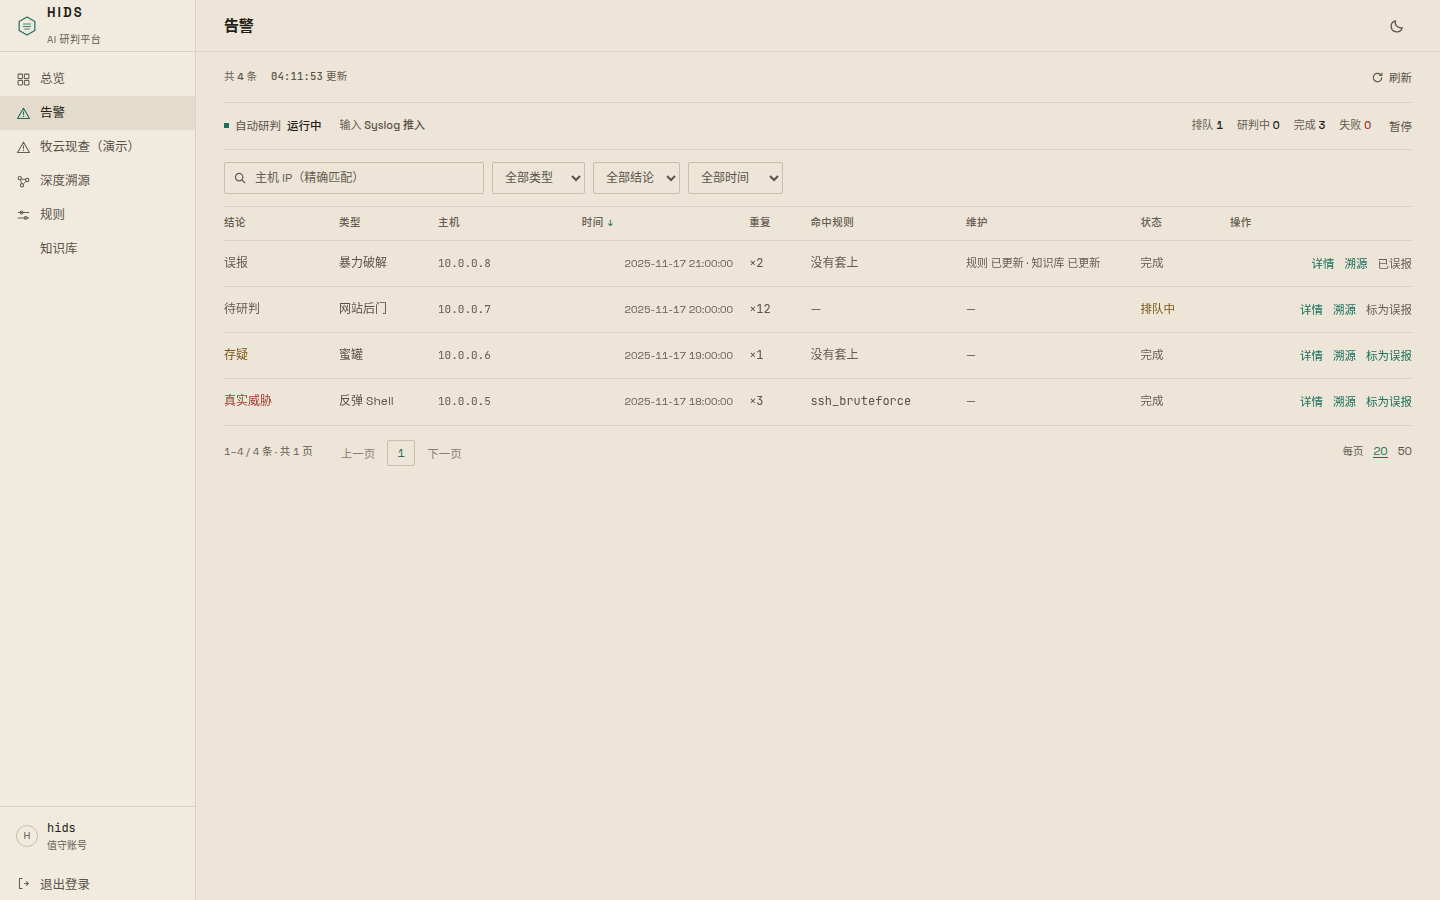 HIDS
AI 研判平台
总览
告警
牧云现查（演示）
深度溯源
规则
知识库
H
hids
值守账号
退出登录
告警
共 4 条 04:11:53 更新
刷新
自动研判 运行中 输入 Syslog 推入
排队 1 研判中 0 完成 3 失败 0 暂停
主机 IP（精确匹配） 全部类型 全部结论 全部时间
结论 类型 主机 时间 ↓ 重复 命中规则 维护 状态 操作
误报 暴力破解 10.0.0.8 2025-11-17 21:00:00 ×2 没有套上 规则 已更新 · 知识库 已更新 完成 详情 溯源 已误报
待研判 网站后门 10.0.0.7 2025-11-17 20:00:00 ×12 — — 排队中 详情 溯源 标为误报
存疑 蜜罐 10.0.0.6 2025-11-17 19:00:00 ×1 没有套上 — 完成 详情 溯源 标为误报
真实威胁 反弹 Shell 10.0.0.5 2025-11-17 18:00:00 ×3 ssh_bruteforce — 完成 详情 溯源 标为误报
1–4 / 4 条 · 共 1 页 上一页 1 下一页
每页 20 50